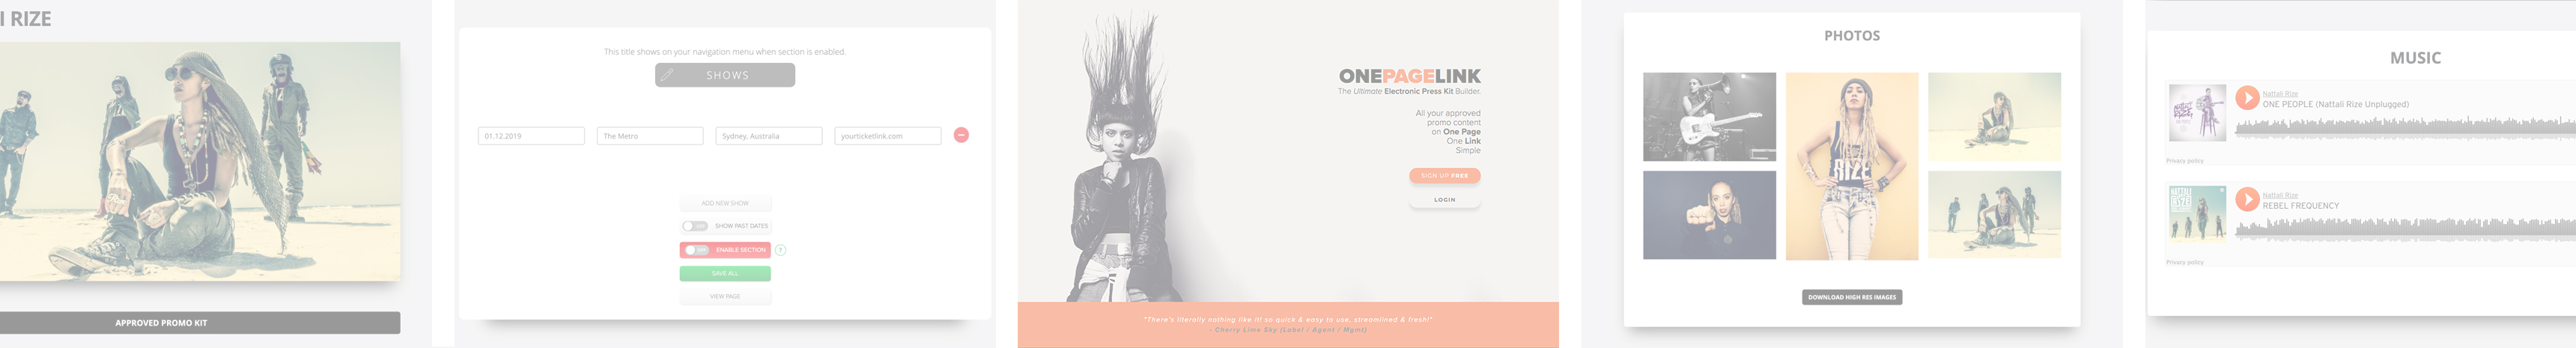 I RIZE
APPROVED PROMO KIT
This title shows on your navigation menu when section is enabled.
SHOWS
01.12.2019
The Metro
Sydney, Australia
yourticketlink.com
ADD NEW SHOW
SHOW PAST DATES
ENABLE SECTION
?
SAVE ALL
VIEW PAGE
ONEPAGELINK
The Ultimate Electronic Press Kit Builder.
All your approved
promo content
on One Page
One Link
Simple
SIGN UP FREE
LOGIN
"There's literally nothing like it! so quick & easy to use, streamlined & fresh!"
- Cherry Lime Sky (Label / Agent / Mgmt)
PHOTOS
RIZE
DOWNLOAD HIGH RES IMAGES
MUSIC
Nattali Rize
ONE PEOPLE (Nattali Rize Unplugged)
Privacy policy
Nattali Rize
REBEL FREQUENCY
Privacy policy